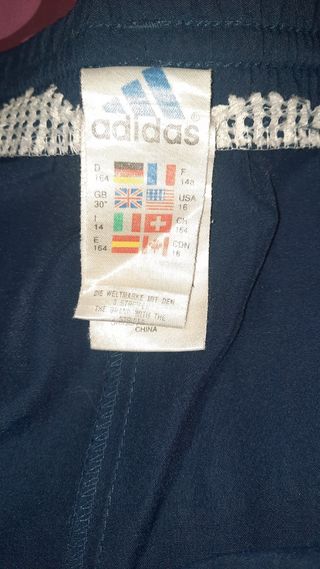 adidas ®
D 164 F 148
GB 30" USA 16
I 14 CH 164
E 164 CDN 16
DIE WELTMARKE MIT DEN
3 STREIFEN
THE BRAND WITH THE
3 STRIPES
CHINA